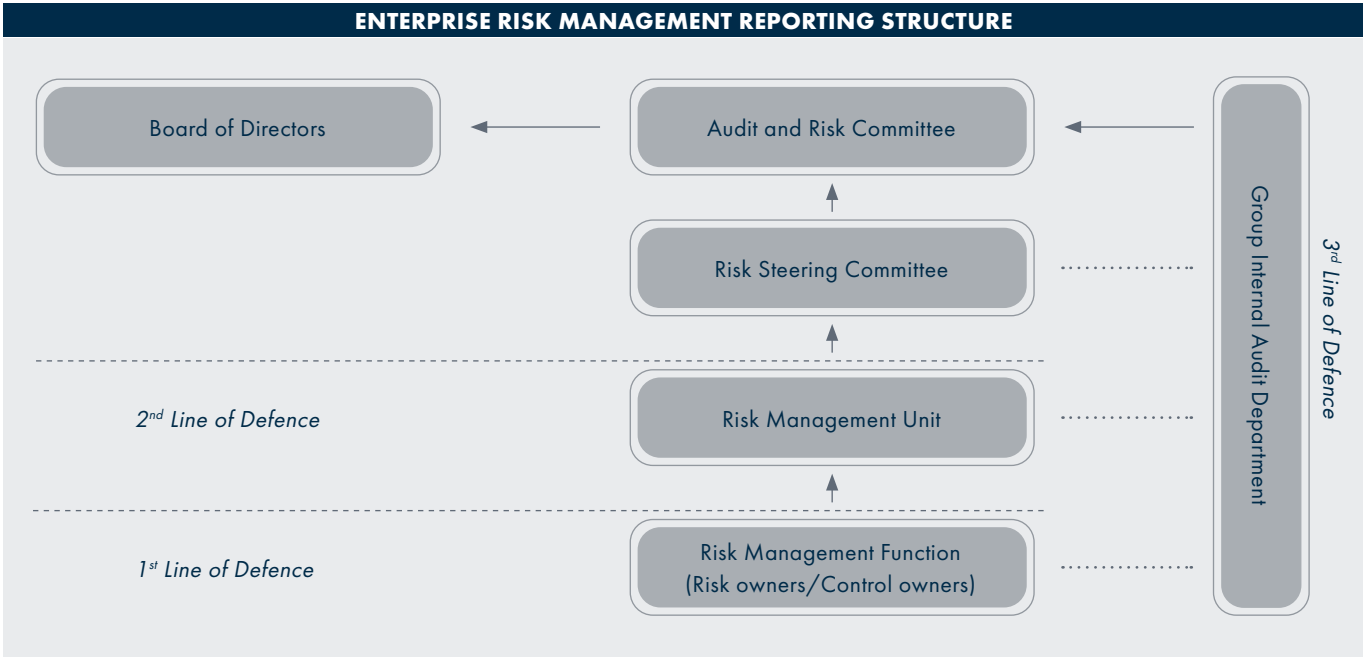 ENTERPRISE RISK MANAGEMENT REPORTING STRUCTURE
Board of Directors
Audit and Risk Committee
Risk Steering Committee
2nd Line of Defence
Risk Management Unit
1st Line of Defence
Risk Management Function
(Risk owners/Control owners)
Group Internal Audit Department
3rd Line of Defence